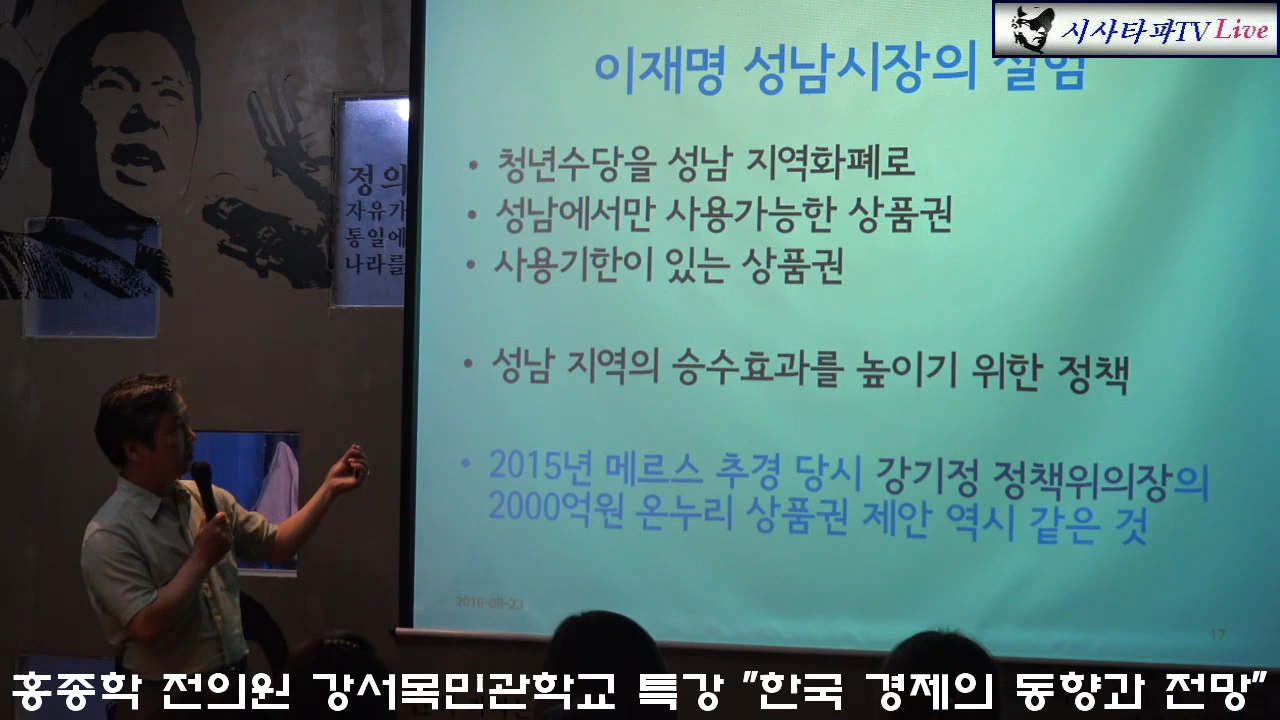 시사타파TV Live
이재명 성남시장의 실험
• 청년수당을 성남 지역화폐로
• 성남에서만 사용가능한 상품권
• 사용기한이 있는 상품권
• 성남 지역의 승수효과를 높이기 위한 정책
• 2015년 메르스 추경 당시 강기정 정책위의장의
2000억원 온누리 상품권 제안 역시 같은 것
2016-08-23
17
정의
자유가
통일에
나라를
홍종학 전의원 강서목민관학교 특강 "한국 경제의 동향과 전망"